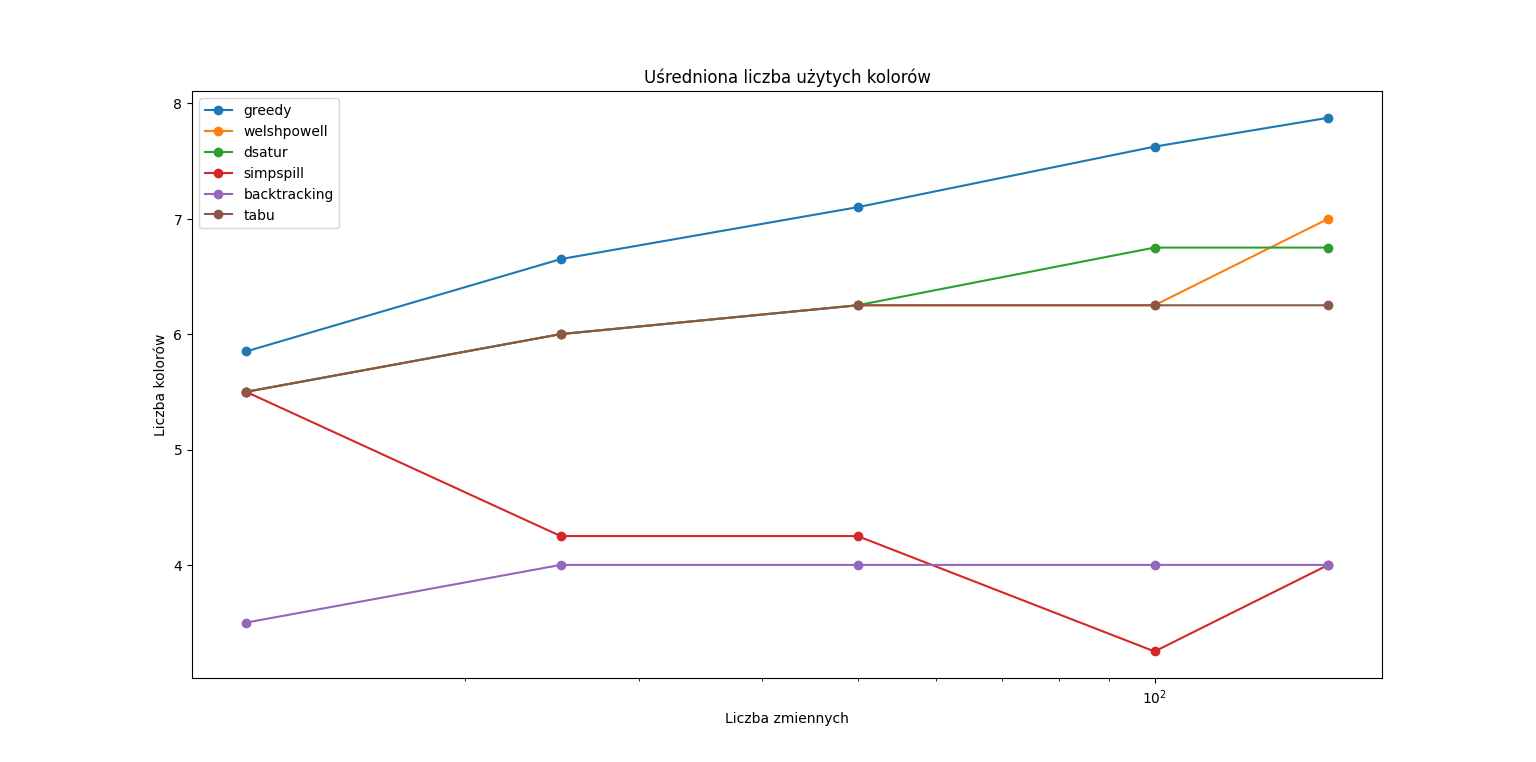 Uśredniona liczba użytych kolorów
8
7
6
5
4
Liczba kolorów
greedy
welshpowell
dsatur
simpspill
backtracking
tabu
10²
Liczba zmiennych